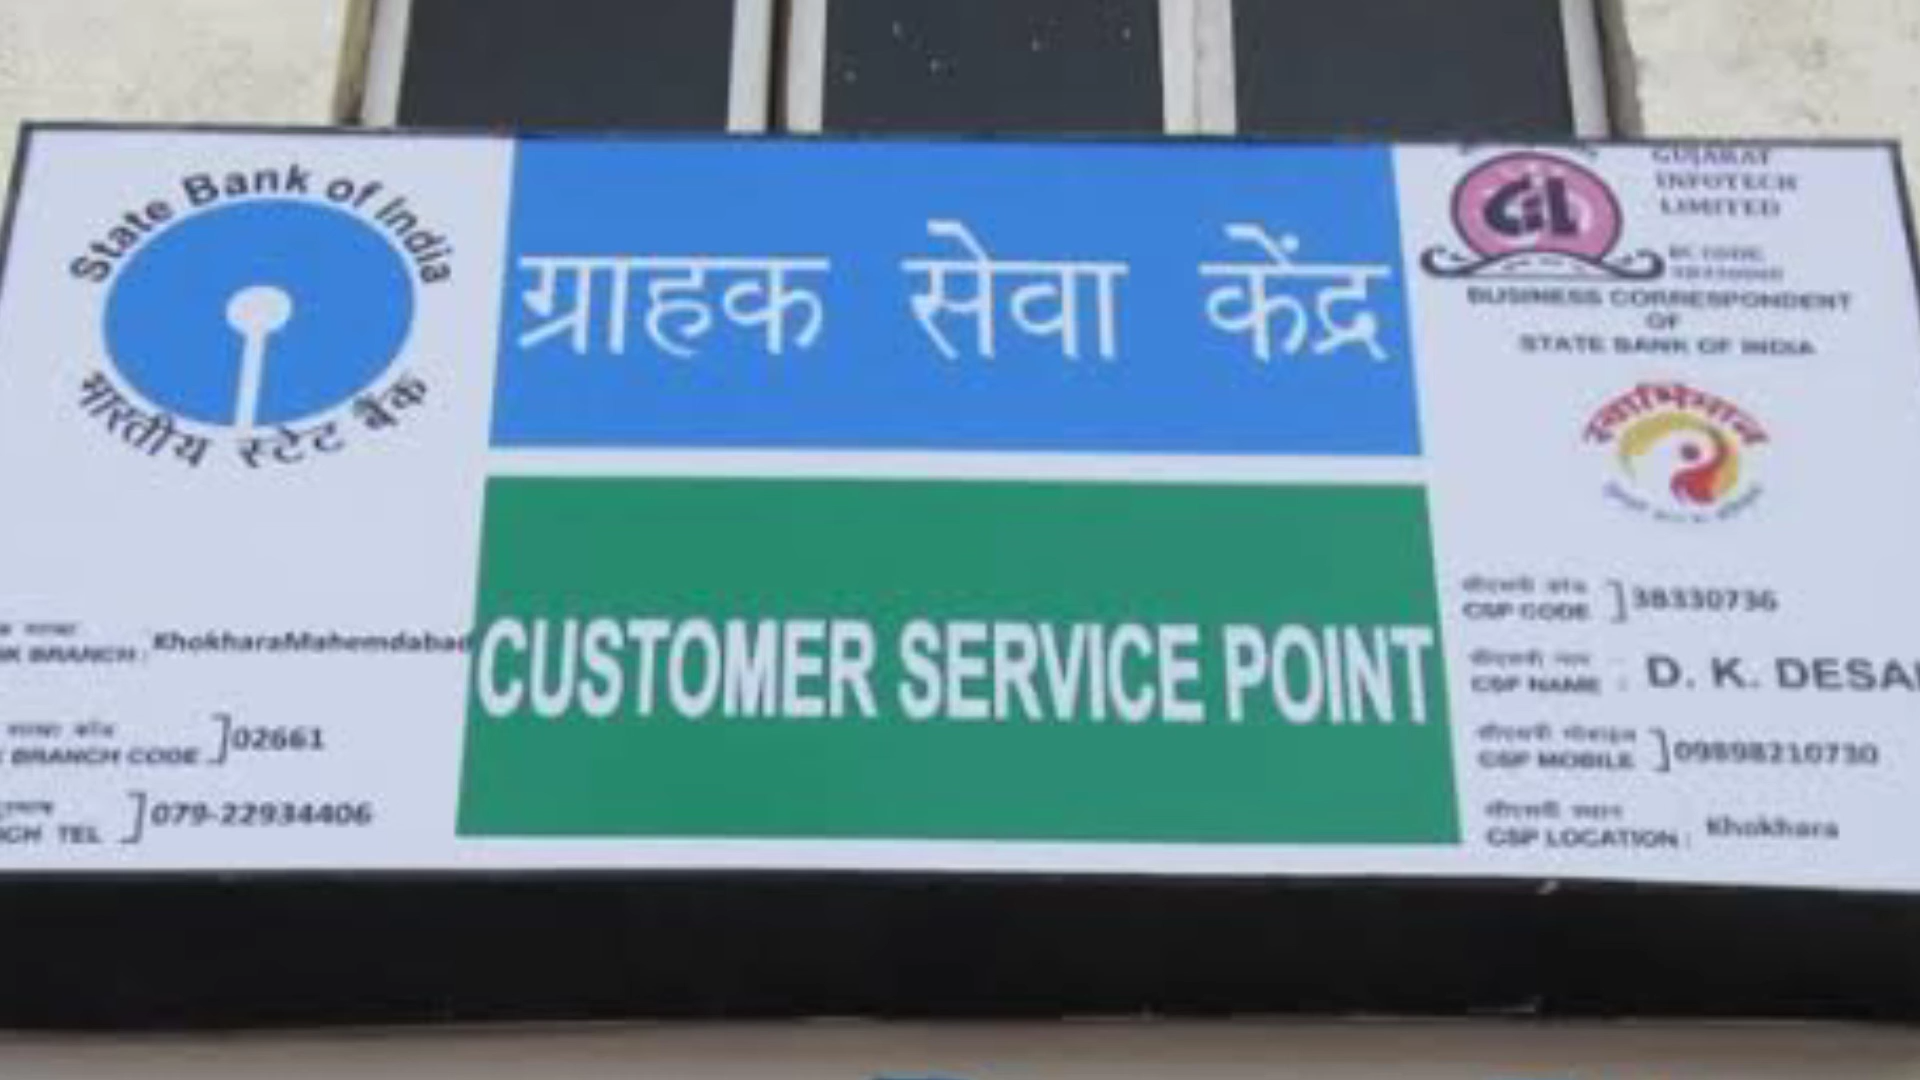 State Bank of India
भारतीय स्टेट बैंक
BRANCH : KhokharaMahemdabad
BRANCH CODE ] 02661
TEL ] 079-22934406
ग्राहक सेवा केंद्र
CUSTOMER SERVICE POINT
GUJARAT
INFOTECH
LIMITED
GIL
BUSINESS CORRESPONDENT
OF
STATE BANK OF INDIA
स्वाभिमान
CSP CODE ] 38330736
CSP NAME : D. K. DESAI
CSP MOBILE ] 09898210730
CSP LOCATION : Khokhara